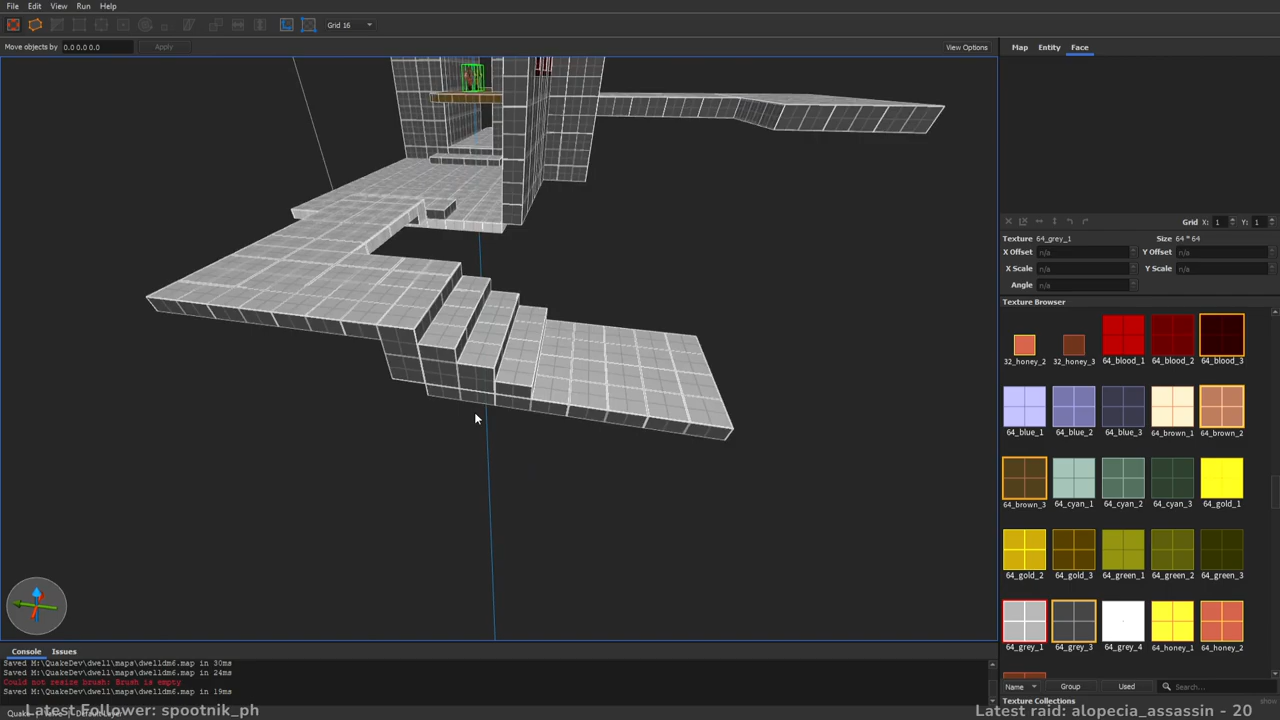 File Edit View Run Help
Grid 16
Move objects by 0.0 0.0 0.0 Apply View Options
Map Entity Face
Grid X: 1 Y: 1
Texture 64_grey_1 Size 64 * 64
X Offset n/a Y Offset n/a
X Scale n/a Y Scale n/a
Angle n/a
Texture Browser
32_honey_2 32_honey_3 64_blood_1 64_blood_2 64_blood_3
64_blue_1 64_blue_2 64_blue_3 64_brown_1 64_brown_2
64_brown_3 64_cyan_1 64_cyan_2 64_cyan_3 64_gold_1
64_gold_2 64_gold_3 64_green_1 64_green_2 64_green_3
64_grey_1 64_grey_3 64_grey_4 64_honey_1 64_honey_2
Name Group Used Search...
Texture Collections show
Console Issues
Saved M:\QuakeDev\dwell\maps\dwelldm6.map in 30ms
Saved M:\QuakeDev\dwell\maps\dwelldm6.map in 24ms
Could not resize brush: Brush is empty
Saved M:\QuakeDev\dwell\maps\dwelldm6.map in 19ms
Latest Follower: spootnik_ph
Latest raid: alopecia_assassin - 20